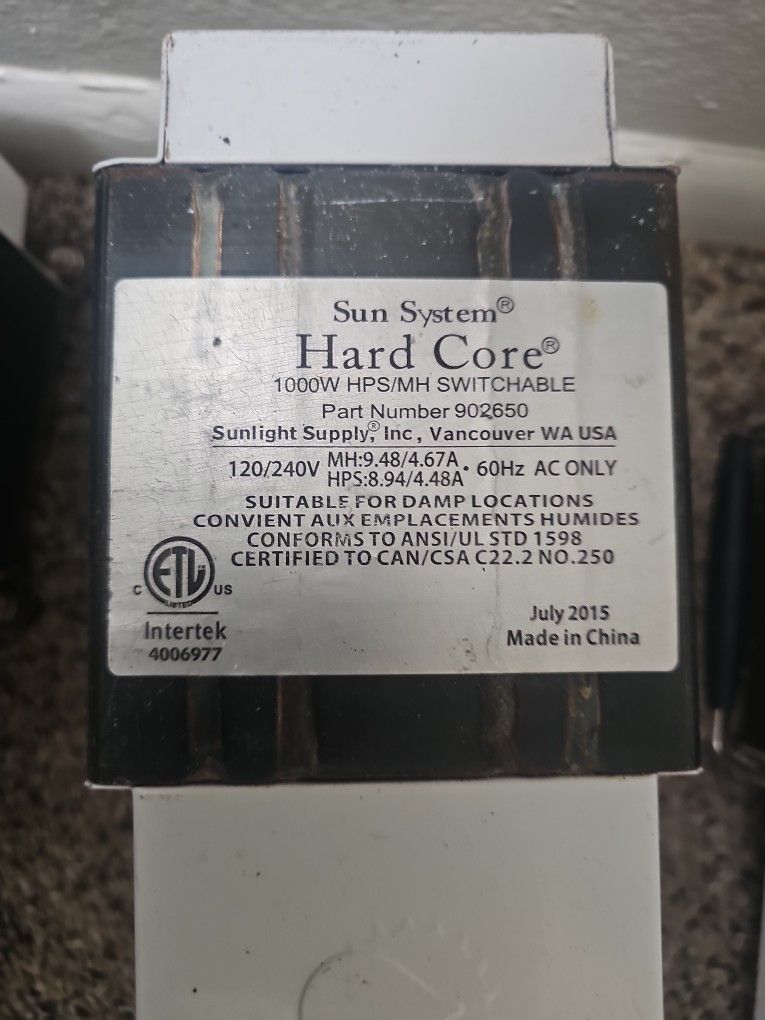 Sun System®
Hard Core®
1000W HPS/MH SWITCHABLE
Part Number 902650
Sunlight Supply®, Inc, Vancouver WA USA
120/240V MH:9.48/4.67A • 60Hz AC ONLY
HPS:8.94/4.48A
SUITABLE FOR DAMP LOCATIONS
CONVIENT AUX EMPLACEMENTS HUMIDES
CONFORMS TO ANSI/UL STD 1598
CERTIFIED TO CAN/CSA C22.2 NO.250
C ETL US
LISTED
Intertek
4006977
July 2015
Made in China